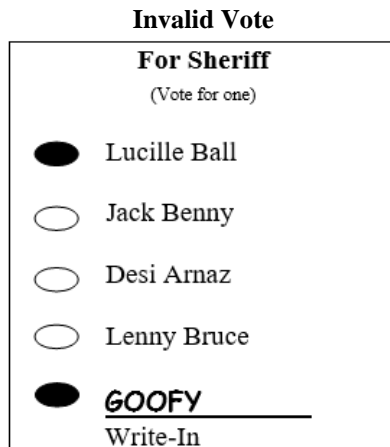 Invalid Vote
For Sheriff
(Vote for one)
Lucille Ball
Jack Benny
Desi Arnaz
Lenny Bruce
GOOFY
Write-In